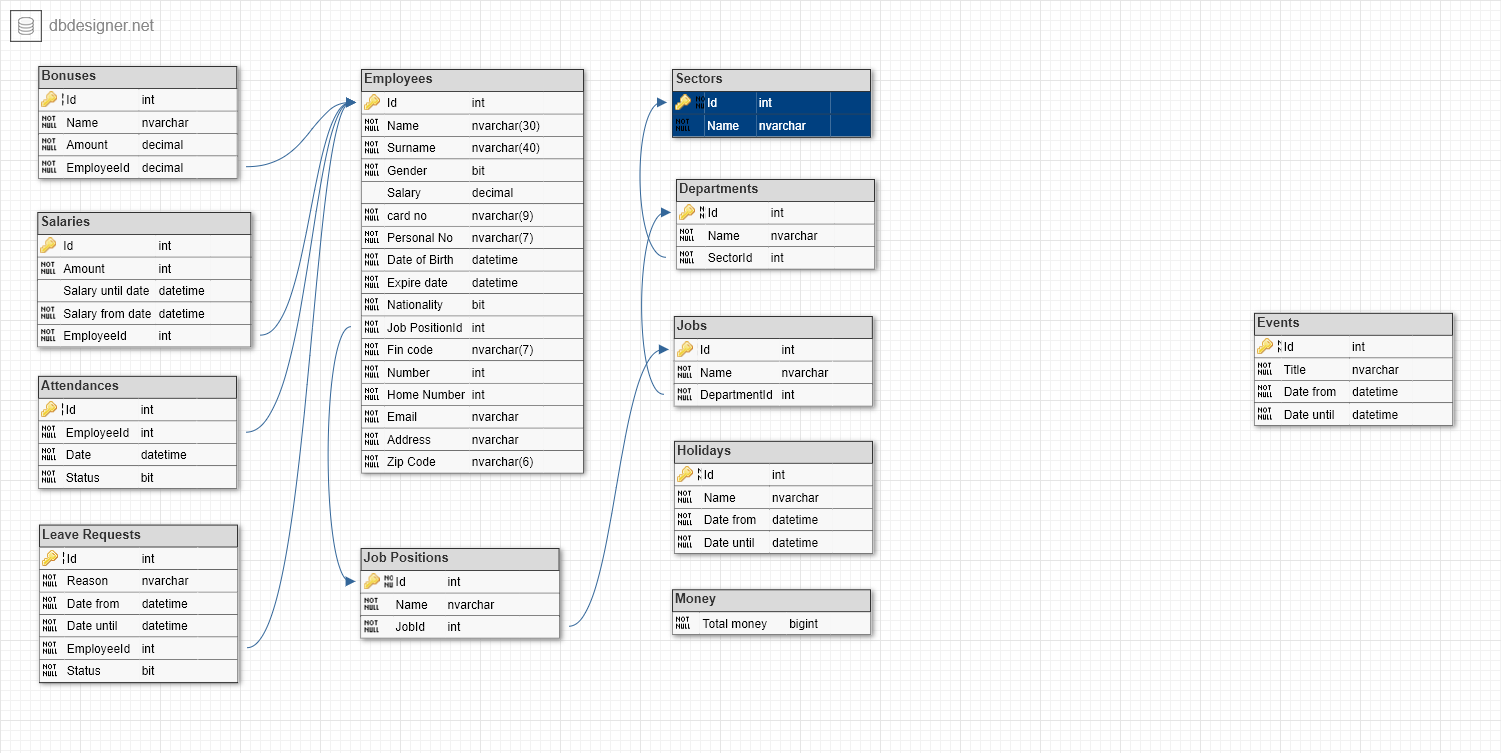 dbdesigner.net
Bonuses
Id int
NOT NULL Name nvarchar
NOT NULL Amount decimal
NOT NULL EmployeeId decimal
Salaries
Id int
NOT NULL Amount int
Salary until date datetime
NOT NULL Salary from date datetime
NOT NULL EmployeeId int
Attendances
Id int
NOT NULL EmployeeId int
NOT NULL Date datetime
NOT NULL Status bit
Leave Requests
Id int
NOT NULL Reason nvarchar
NOT NULL Date from datetime
NOT NULL Date until datetime
NOT NULL EmployeeId int
NOT NULL Status bit
Employees
Id int
NOT NULL Name nvarchar(30)
NOT NULL Surname nvarchar(40)
NOT NULL Gender bit
Salary decimal
NOT NULL card no nvarchar(9)
NOT NULL Personal No nvarchar(7)
NOT NULL Date of Birth datetime
NOT NULL Expire date datetime
NOT NULL Nationality bit
NOT NULL Job PositionId int
NOT NULL Fin code nvarchar(7)
NOT NULL Number int
NOT NULL Home Number int
NOT NULL Email nvarchar
NOT NULL Address nvarchar
NOT NULL Zip Code nvarchar(6)
Job Positions
Id int
NOT NULL Name nvarchar
NOT NULL JobId int
Sectors
Id int
NOT NULL Name nvarchar
Departments
Id int
NOT NULL Name nvarchar
NOT NULL SectorId int
Jobs
Id int
NOT NULL Name nvarchar
NOT NULL DepartmentId int
Holidays
Id int
NOT NULL Name nvarchar
NOT NULL Date from datetime
NOT NULL Date until datetime
Money
NOT NULL Total money bigint
Events
Id int
NOT NULL Title nvarchar
NOT NULL Date from datetime
NOT NULL Date until datetime